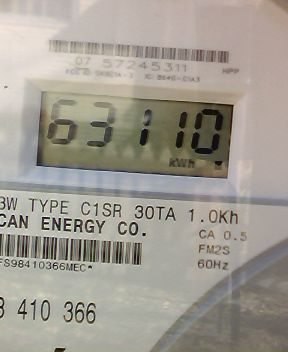 07 57245311
NPP
63110
kWh
3W TYPE C1SR 30TA 1.0Kh
CAN ENERGY CO.
CA 0.5
FM2S
60Hz
FS98410366MEC*
410 366